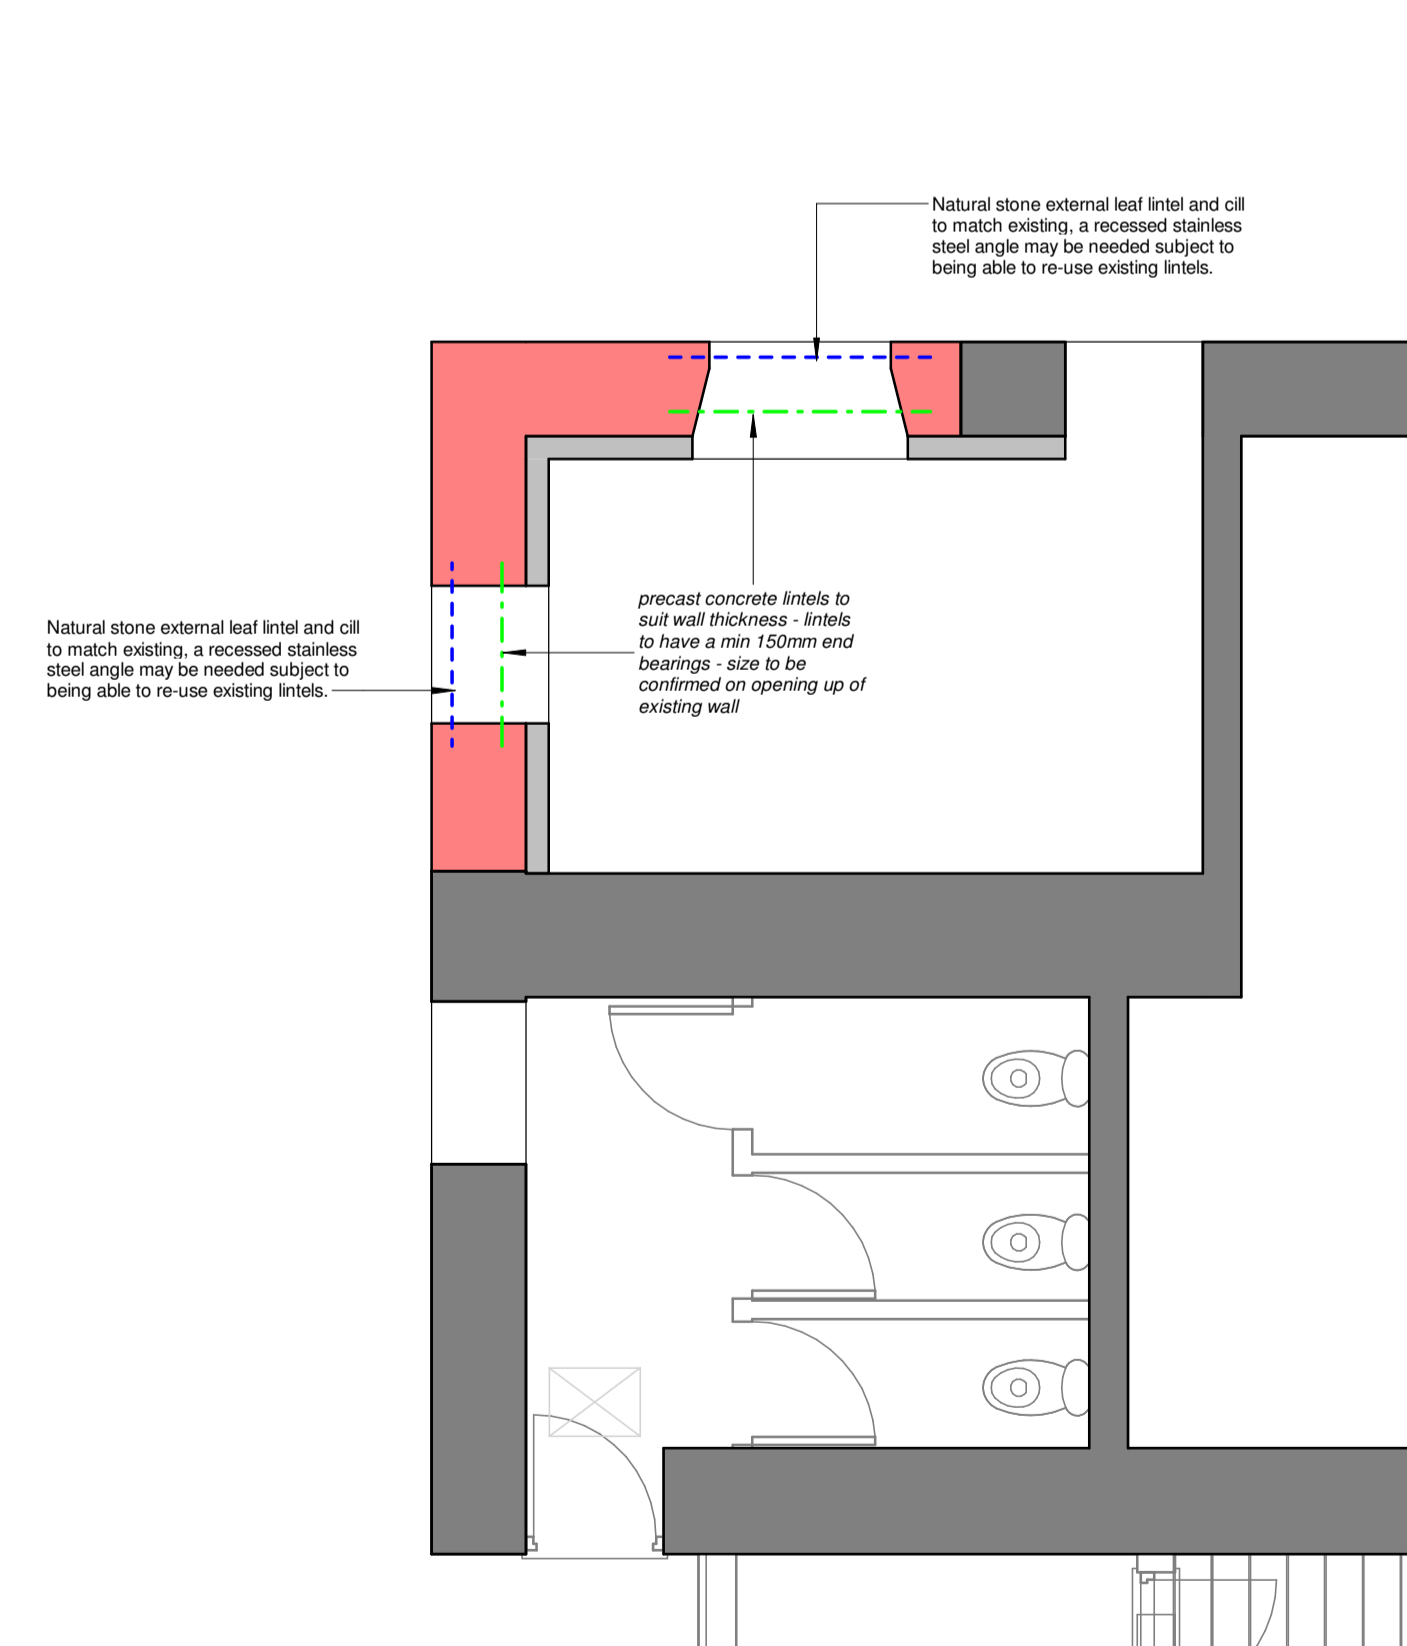 Natural stone external leaf lintel and cill
to match existing, a recessed stainless
steel angle may be needed subject to
being able to re-use existing lintels.
precast concrete lintels to
suit wall thickness - lintels
to have a min 150mm end
bearings - size to be
confirmed on opening up of
existing wall
Natural stone external leaf lintel and cill
to match existing, a recessed stainless
steel angle may be needed subject to
being able to re-use existing lintels.